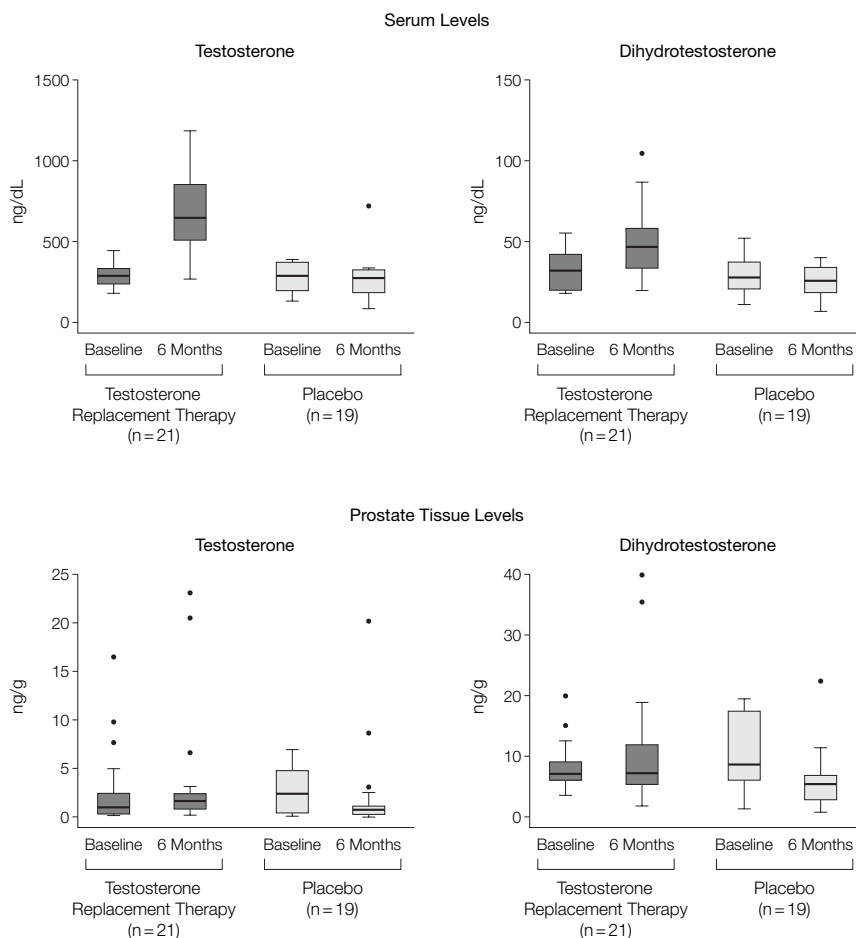 Serum Levels
Testosterone
1500
1000
500
0
ng/dL
Baseline 6 Months Baseline 6 Months
Testosterone
Replacement Therapy
(n=21)
Placebo
(n=19)
Dihydrotestosterone
150
100
50
0
ng/dL
Baseline 6 Months Baseline 6 Months
Testosterone
Replacement Therapy
(n=21)
Placebo
(n=19)
Prostate Tissue Levels
Testosterone
25
20
15
10
5
0
ng/g
Baseline 6 Months Baseline 6 Months
Testosterone
Replacement Therapy
(n=21)
Placebo
(n=19)
Dihydrotestosterone
40
30
20
10
0
ng/g
Baseline 6 Months Baseline 6 Months
Testosterone
Replacement Therapy
(n=21)
Placebo
(n=19)